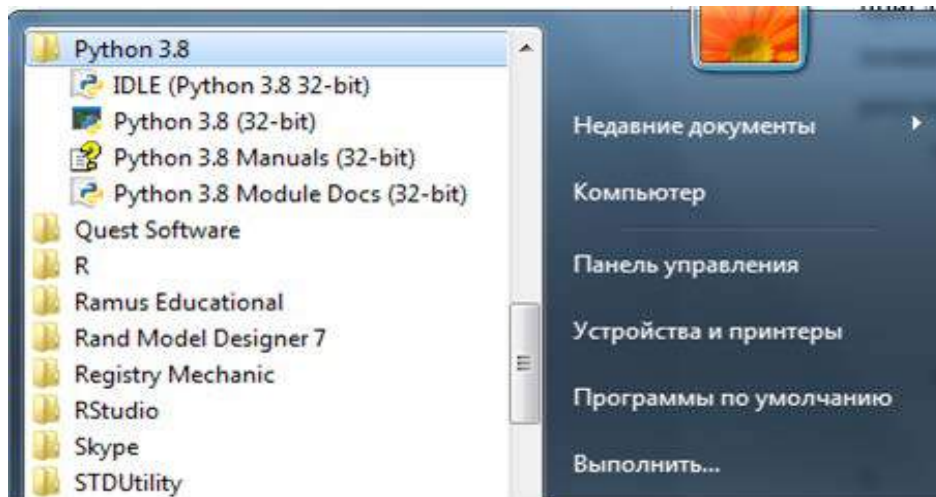 Python 3.8
IDLE (Python 3.8 32-bit)
Python 3.8 (32-bit)
Python 3.8 Manuals (32-bit)
Python 3.8 Module Docs (32-bit)
Quest Software
R
Ramus Educational
Rand Model Designer 7
Registry Mechanic
RStudio
Skype
STDUtility
Недавние документы
Компьютер
Панель управления
Устройства и принтеры
Программы по умолчанию
Выполнить...